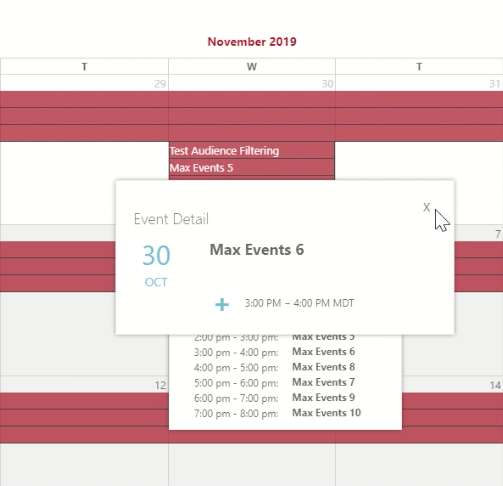 November 2019
T W T
29 30 31
Test Audience Filtering
Max Events 5
X
Event Detail
30 Max Events 6
OCT
+ 3:00 PM – 4:00 PM MDT
7
2:00 pm - 3:00 pm: Max Events 5
3:00 pm - 4:00 pm: Max Events 6
4:00 pm - 5:00 pm: Max Events 8
5:00 pm - 6:00 pm: Max Events 7
6:00 pm - 7:00 pm: Max Events 9
7:00 pm - 8:00 pm: Max Events 10
12 14